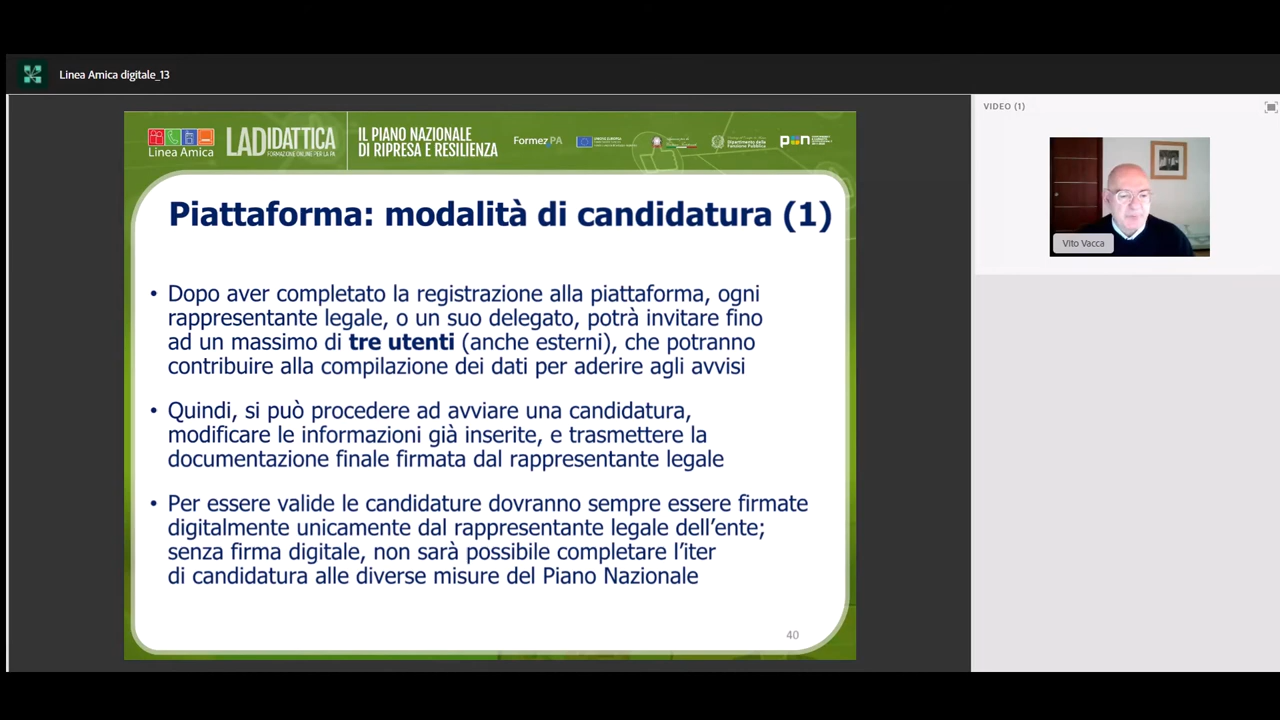 Linea Amica digitale_13
VIDEO (1)
Linea Amica
LADIDATTICA
FORMAZIONE ONLINE PER LA PA
IL PIANO NAZIONALE
DI RIPRESA E RESILIENZA
FormezPA
UNIONE EUROPEA
Dipartimento della
Funzione Pubblica
Piattaforma: modalità di candidatura (1)
Vito Vacca
• Dopo aver completato la registrazione alla piattaforma, ogni
rappresentante legale, o un suo delegato, potrà invitare fino
ad un massimo di tre utenti (anche esterni), che potranno
contribuire alla compilazione dei dati per aderire agli avvisi
• Quindi, si può procedere ad avviare una candidatura,
modificare le informazioni già inserite, e trasmettere la
documentazione finale firmata dal rappresentante legale
• Per essere valide le candidature dovranno sempre essere firmate
digitalmente unicamente dal rappresentante legale dell’ente;
senza firma digitale, non sarà possibile completare l’iter
di candidatura alle diverse misure del Piano Nazionale
40